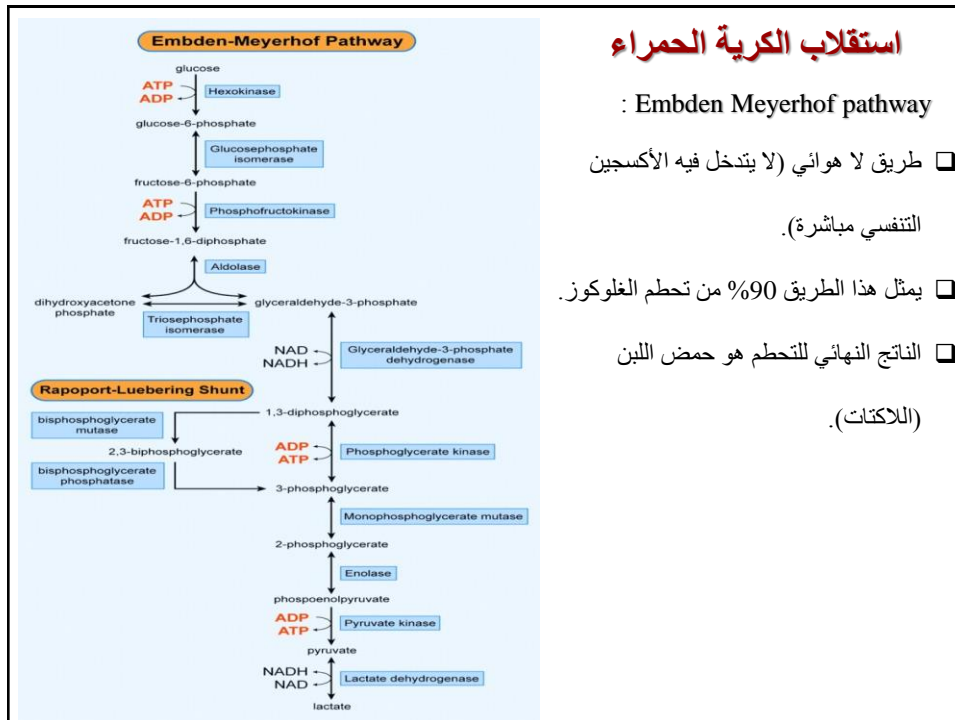 استقلاب الكرية الحمراء
Embden Meyerhof pathway :
❑ طريق لا هوائي (لا يتدخل فيه الأكسجين
التنفسي مباشرة).
❑ يمثل هذا الطريق 90% من تحطم الغلوكوز.
❑ الناتج النهائي للتحطم هو حمض اللبن
(اللاكتات).
Embden-Meyerhof Pathway
glucose
ATP
ADP
Hexokinase
glucose-6-phosphate
Glucosephosphate
isomerase
fructose-6-phosphate
ATP
ADP
Phosphofructokinase
fructose-1,6-diphosphate
Aldolase
dihydroxyacetone
phosphate
glyceraldehyde-3-phosphate
Triosephosphate
isomerase
NAD
NADH
Glyceraldehyde-3-phosphate
dehydrogenase
Rapoport-Luebering Shunt
1,3-diphosphoglycerate
bisphosphoglycerate
mutase
2,3-biphosphoglycerate
ADP
ATP
Phosphoglycerate kinase
bisphosphoglycerate
phosphatase
3-phosphoglycerate
Monophosphoglycerate mutase
2-phosphoglycerate
Enolase
phospoenolpyruvate
ADP
ATP
Pyruvate kinase
pyruvate
NADH
NAD
Lactate dehydrogenase
lactate